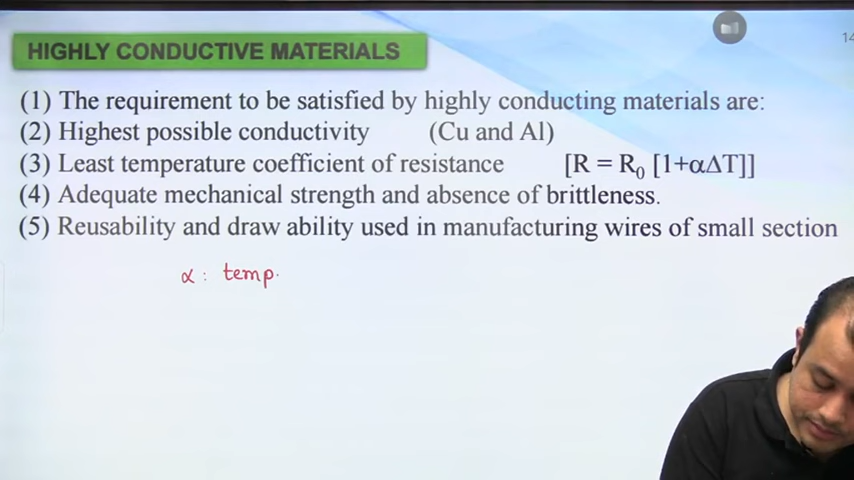 14
HIGHLY CONDUCTIVE MATERIALS
(1) The requirement to be satisfied by highly conducting materials are:
(2) Highest possible conductivity (Cu and Al)
(3) Least temperature coefficient of resistance [R = R₀ [1+αΔT]]
(4) Adequate mechanical strength and absence of brittleness.
(5) Reusability and draw ability used in manufacturing wires of small section
α : temp.